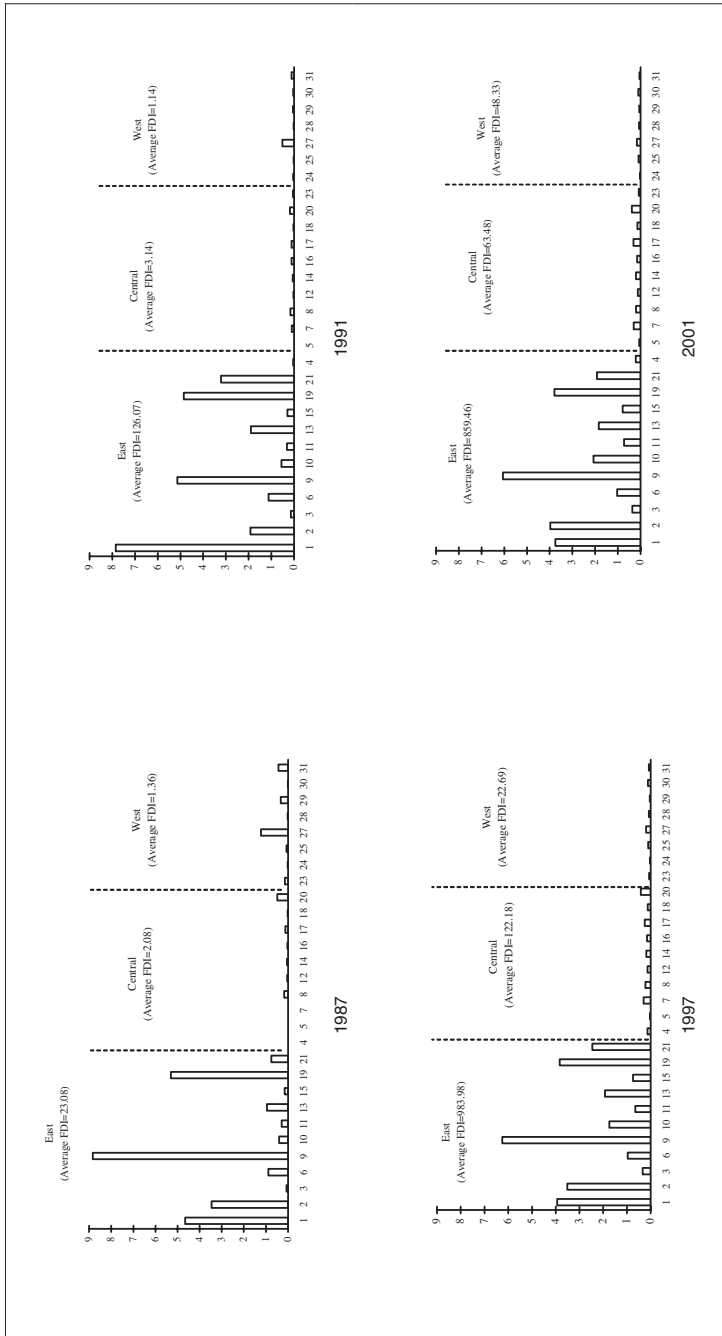 9
8
7
6
5
4
3
2
1
0
East
(Average FDI=23.08)
Central
(Average FDI=2.08)
West
(Average FDI=1.36)
1 2 3 6 9 10 11 13 15 19 21 4 5 7 8 12 14 16 17 18 20 23 24 25 27 28 29 30 31
1987
9
8
7
6
5
4
3
2
1
0
East
(Average FDI=126.07)
Central
(Average FDI=3.14)
West
(Average FDI=1.14)
1 2 3 6 9 10 11 13 15 19 21 4 5 7 8 12 14 16 17 18 20 23 24 25 27 28 29 30 31
1991
9
8
7
6
5
4
3
2
1
0
East
(Average FDI=983.98)
Central
(Average FDI=122.18)
West
(Average FDI=22.69)
1 2 3 6 9 10 11 13 15 19 21 4 5 7 8 12 14 16 17 18 20 23 24 25 27 28 29 30 31
1997
9
8
7
6
5
4
3
2
1
0
East
(Average FDI=859.46)
Central
(Average FDI=63.48)
West
(Average FDI=48.33)
1 2 3 6 9 10 11 13 15 19 21 4 5 7 8 12 14 16 17 18 20 23 24 25 27 28 29 30 31
2001